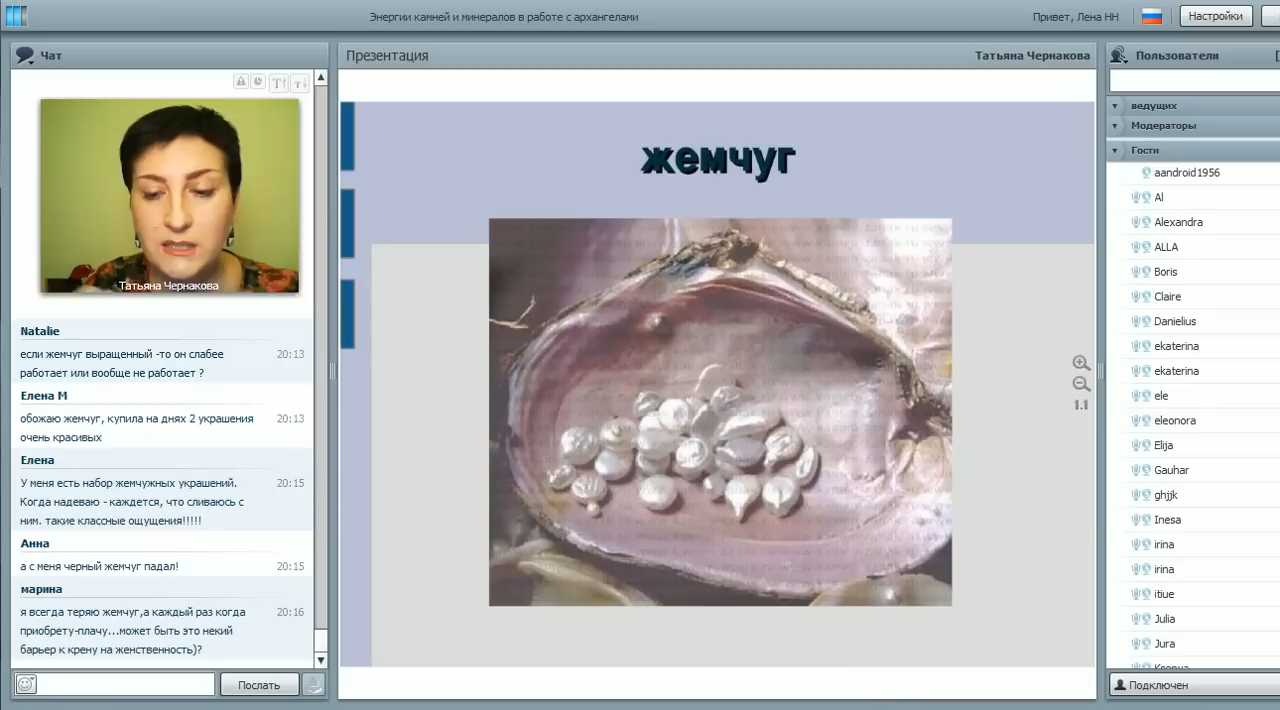 Энергии камней и минералов в работе с архангелами
Привет, Лена НН
Настройки
Чат
Татьяна Чернакова
Natalie
если жемчуг выращенный -то он слабее
20:13
работает или вообще не работает ?
Елена М
обожаю жемчуг, купила на днях 2 украшения
20:13
очень красивых
Елена
У меня есть набор жемчужных украшений.
20:15
Когда надеваю - каждется, что сливаюсь с
ним. такие классные ощущения!!!!!
Анна
а с меня черный жемчуг падал!
20:15
марина
я всегда теряю жемчуг,а каждый раз когда
20:16
приобрету-плачу...может быть это некий
барьер к крену на женственность)?
Послать
Презентация
Татьяна Чернакова
жемчуг
1.1
Пользователи
ведущих
Модераторы
Гости
aandroid1956
Al
Alexandra
ALLA
Boris
Claire
Danielius
ekaterina
ekaterina
ele
eleonora
Elija
Gauhar
ghjjk
Inesa
irina
irina
itiue
Julia
Jura
Подключен